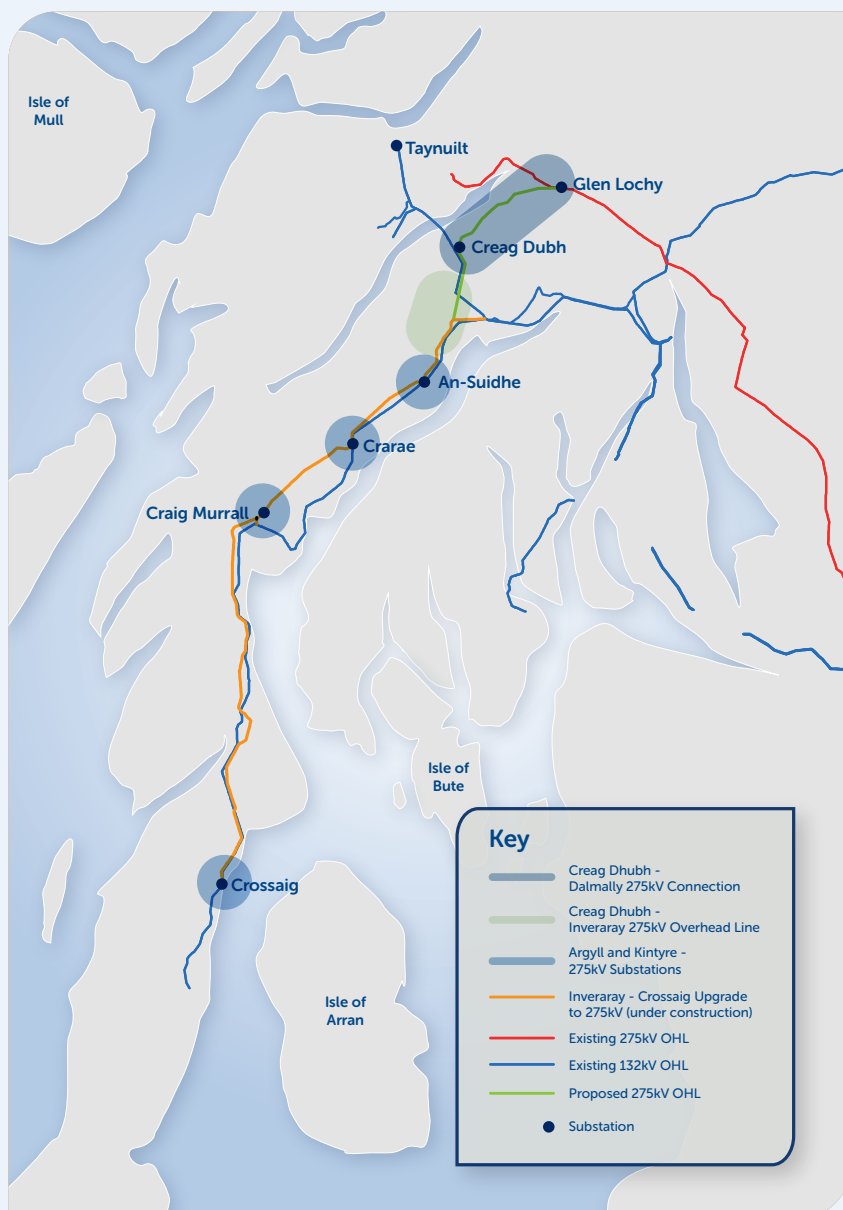 Isle of
Mull
Taynuilt
Glen Lochy
Creag Dubh
An-Suidhe
Crarae
Craig Murrall
Isle of
Bute
Crossaig
Isle of
Arran
Key
Creag Dhubh -
Dalmally 275kV Connection
Creag Dhubh -
Inveraray 275kV Overhead Line
Argyll and Kintyre -
275kV Substations
Inveraray - Crossaig Upgrade
to 275kV (under construction)
Existing 275kV OHL
Existing 132kV OHL
Proposed 275kV OHL
Substation